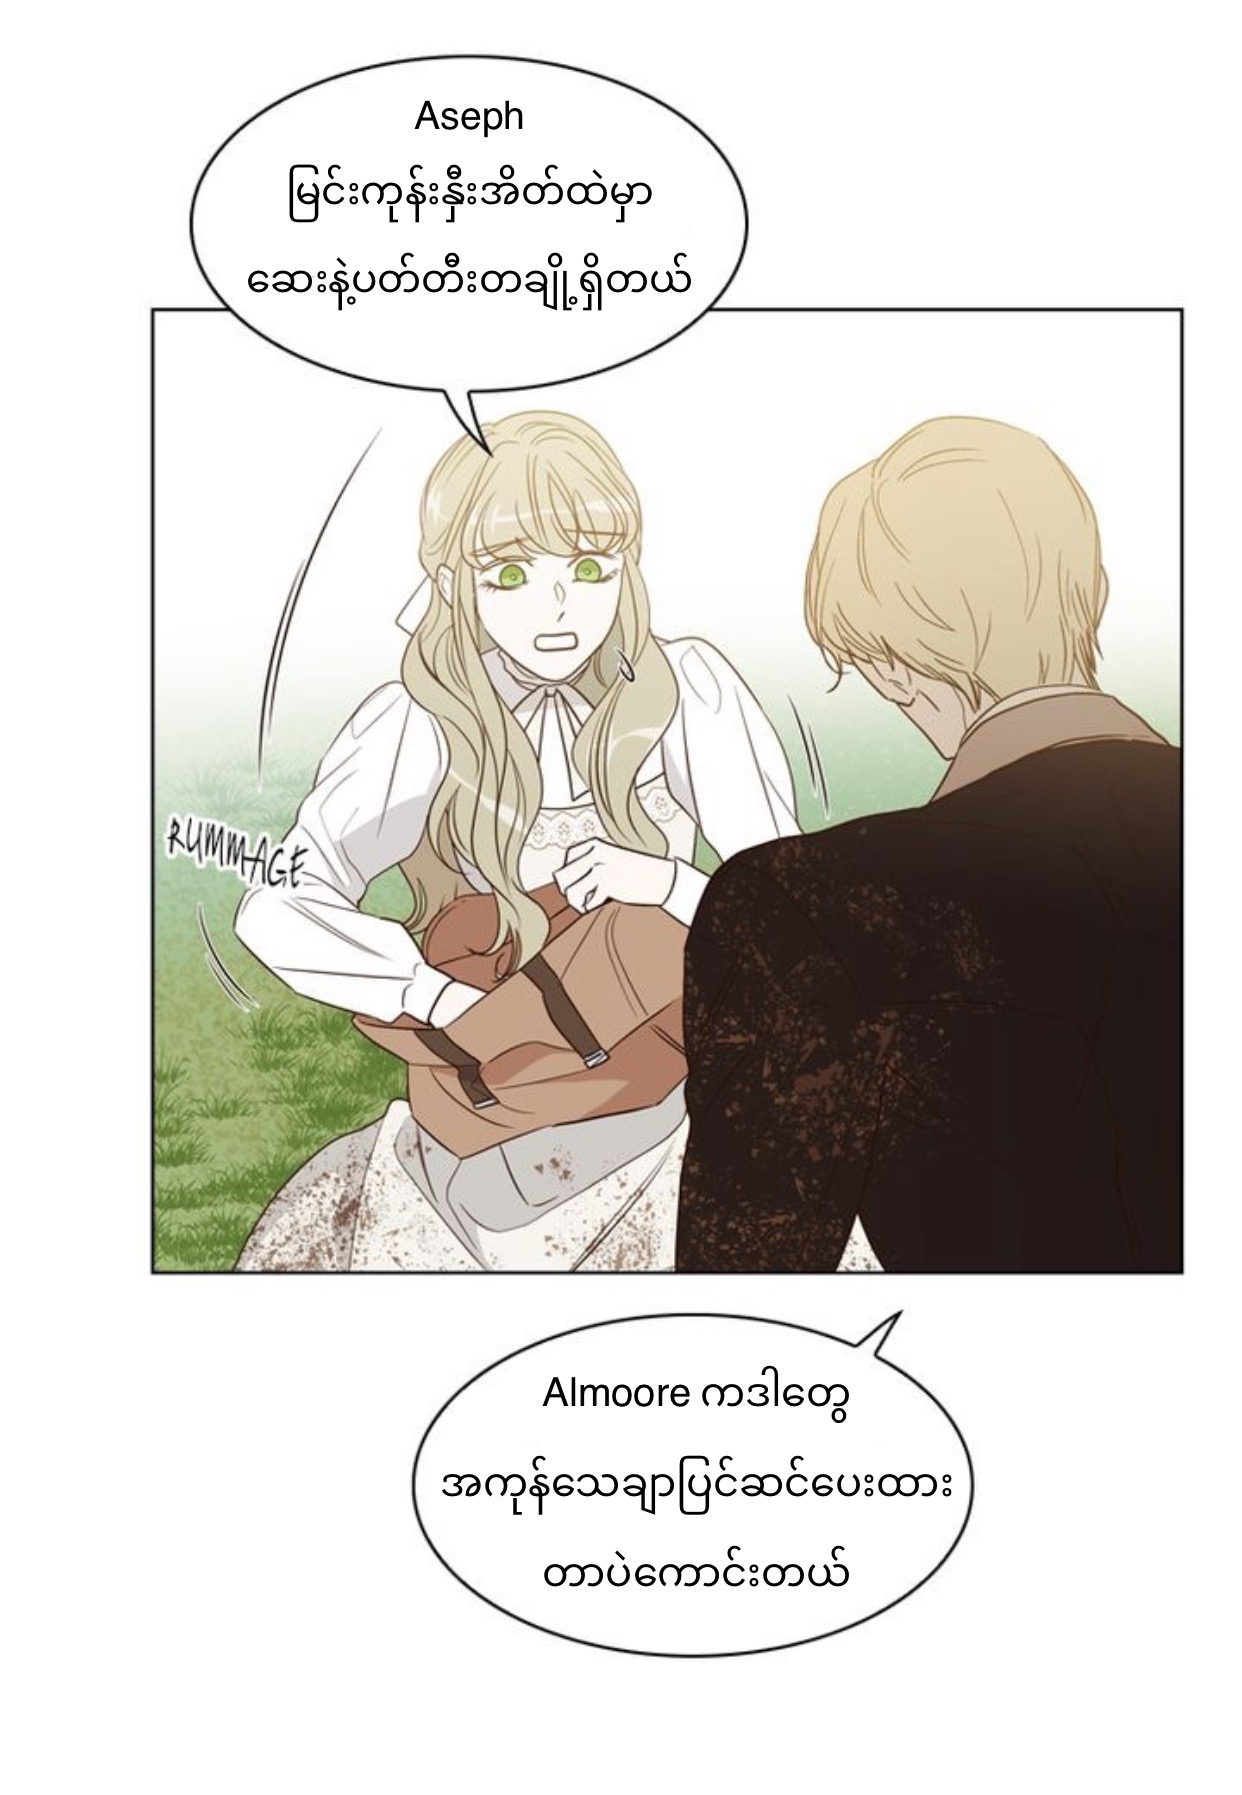 Aseph
မြင်းကုန်းနှီးအိတ်ထဲမှာ
ဆေးနဲ့ပတ်တီးတချို့ရှိတယ်
RUMMAGE
Almoore ကဒါတွေ
အကုန်သေချာပြင်ဆင်ပေးထား
တာပဲကောင်းတယ်